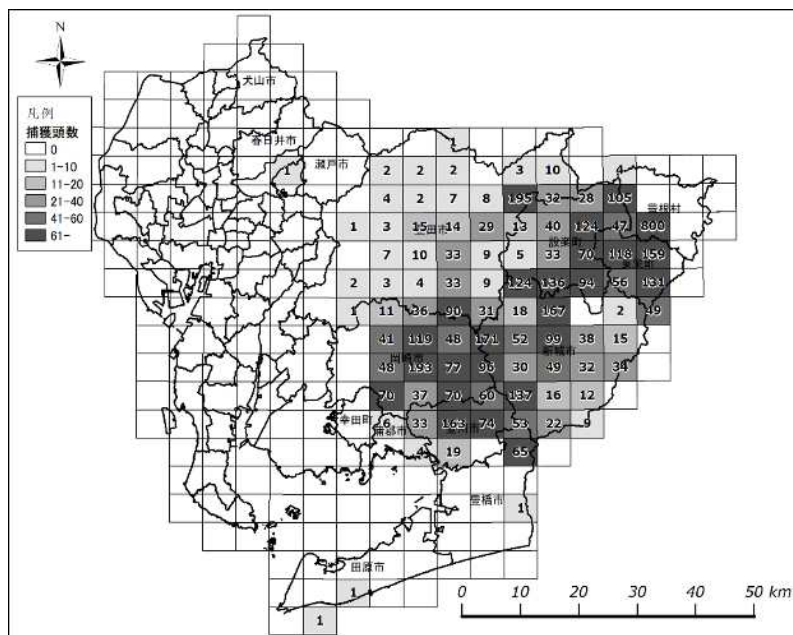 N
犬山市
凡例
捕獲頭数
0
1-10
11-20
21-40
41-60
61-
春日井市
瀬戸市
1
1
2 2 2 3 10 4
4 2 7 8 195 32 28 105
豊根村
1 3 15 14 29 13 40 124 47 800
豊田市
設楽町
7 10 33 9 5 33 70 118 159
東栄町
2 3 4 33 9 124 136 94 56 131
1 11 36 90 31 18 167 2 49
41 119 48 171 52 99 38 15
岡崎市
新城市
48 193 77 96 30 49 32 34
70 37 70 60 137 16 12
幸田町
蒲郡市
6 33 163 74 53 22 9
4 19 65
豊橋市
1
田原市
1
1
0 10 20 30 40 50 km